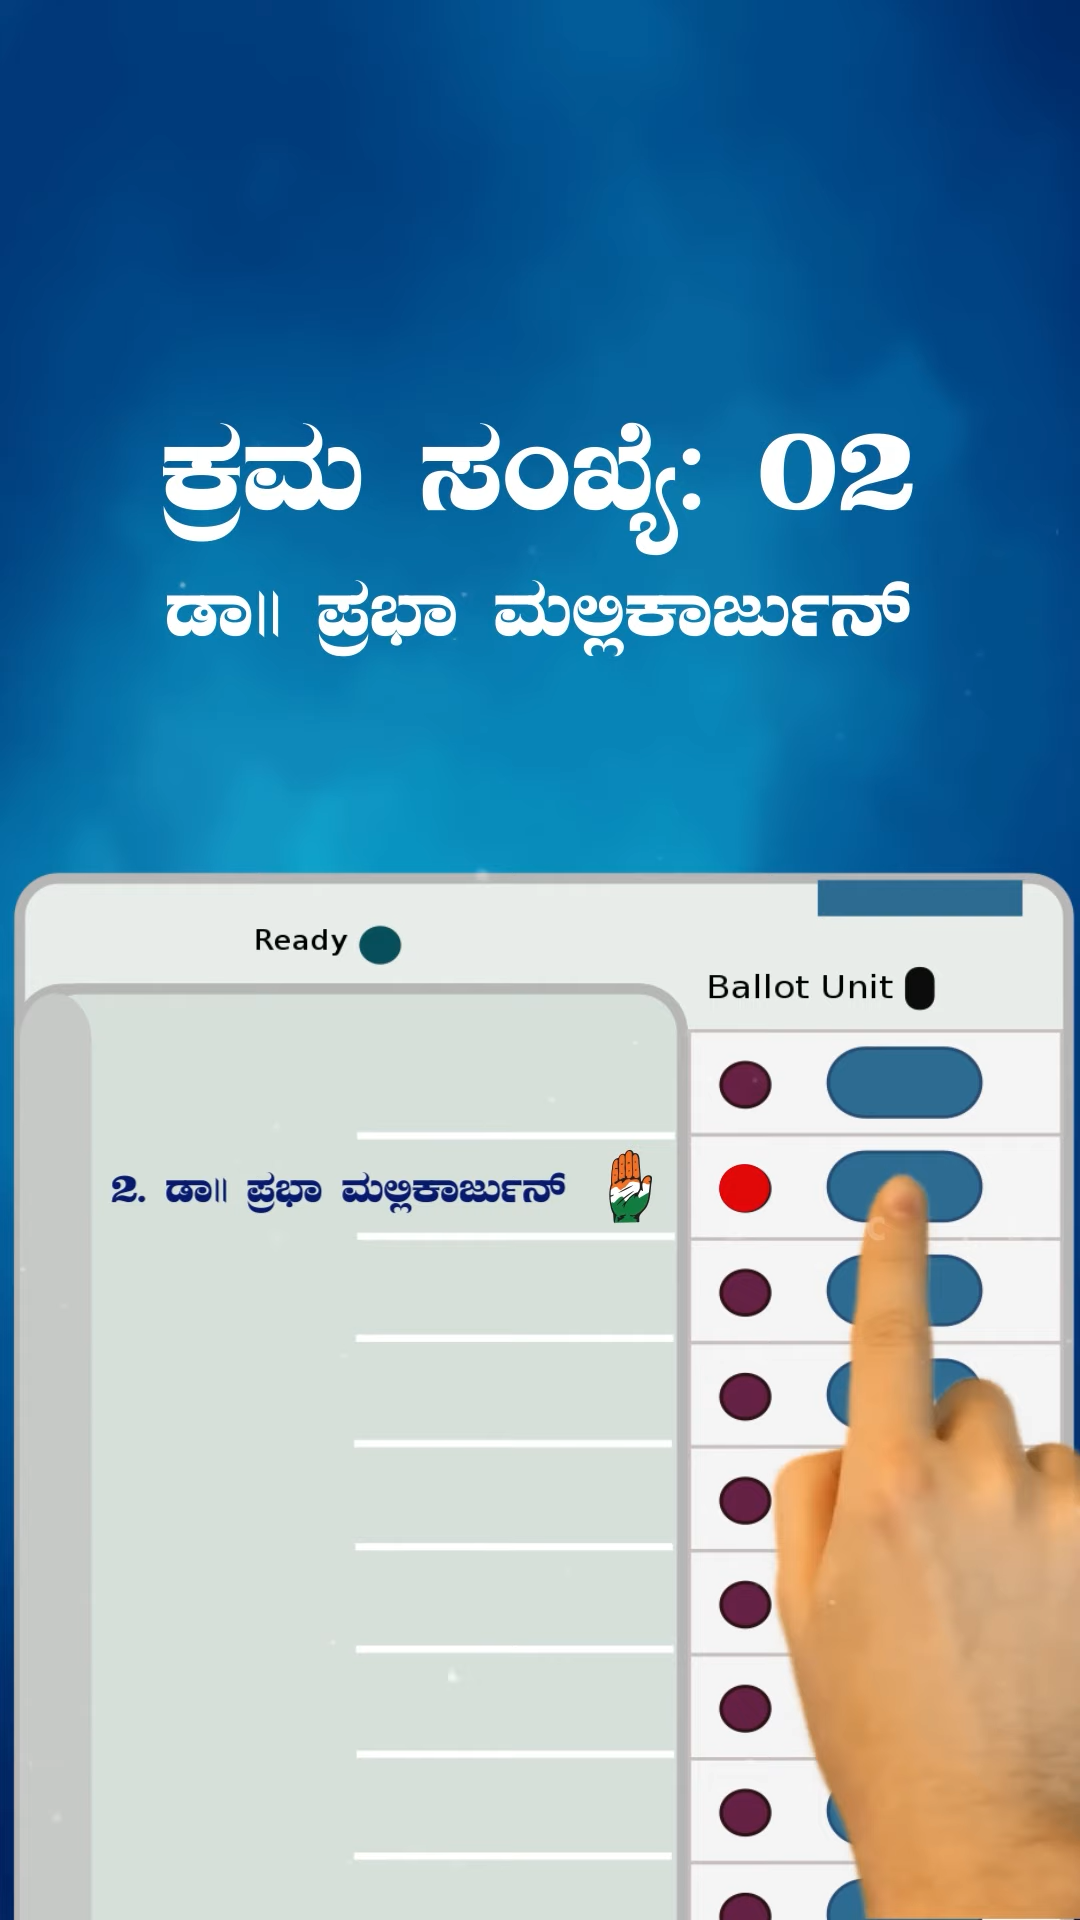 ಕ್ರಮ ಸಂಖ್ಯೆ: 02
ಡಾ॥ ಪ್ರಭಾ ಮಲ್ಲಿಕಾರ್ಜುನ್
Ready
Ballot Unit
2. ಡಾ॥ ಪ್ರಭಾ ಮಲ್ಲಿಕಾರ್ಜುನ್